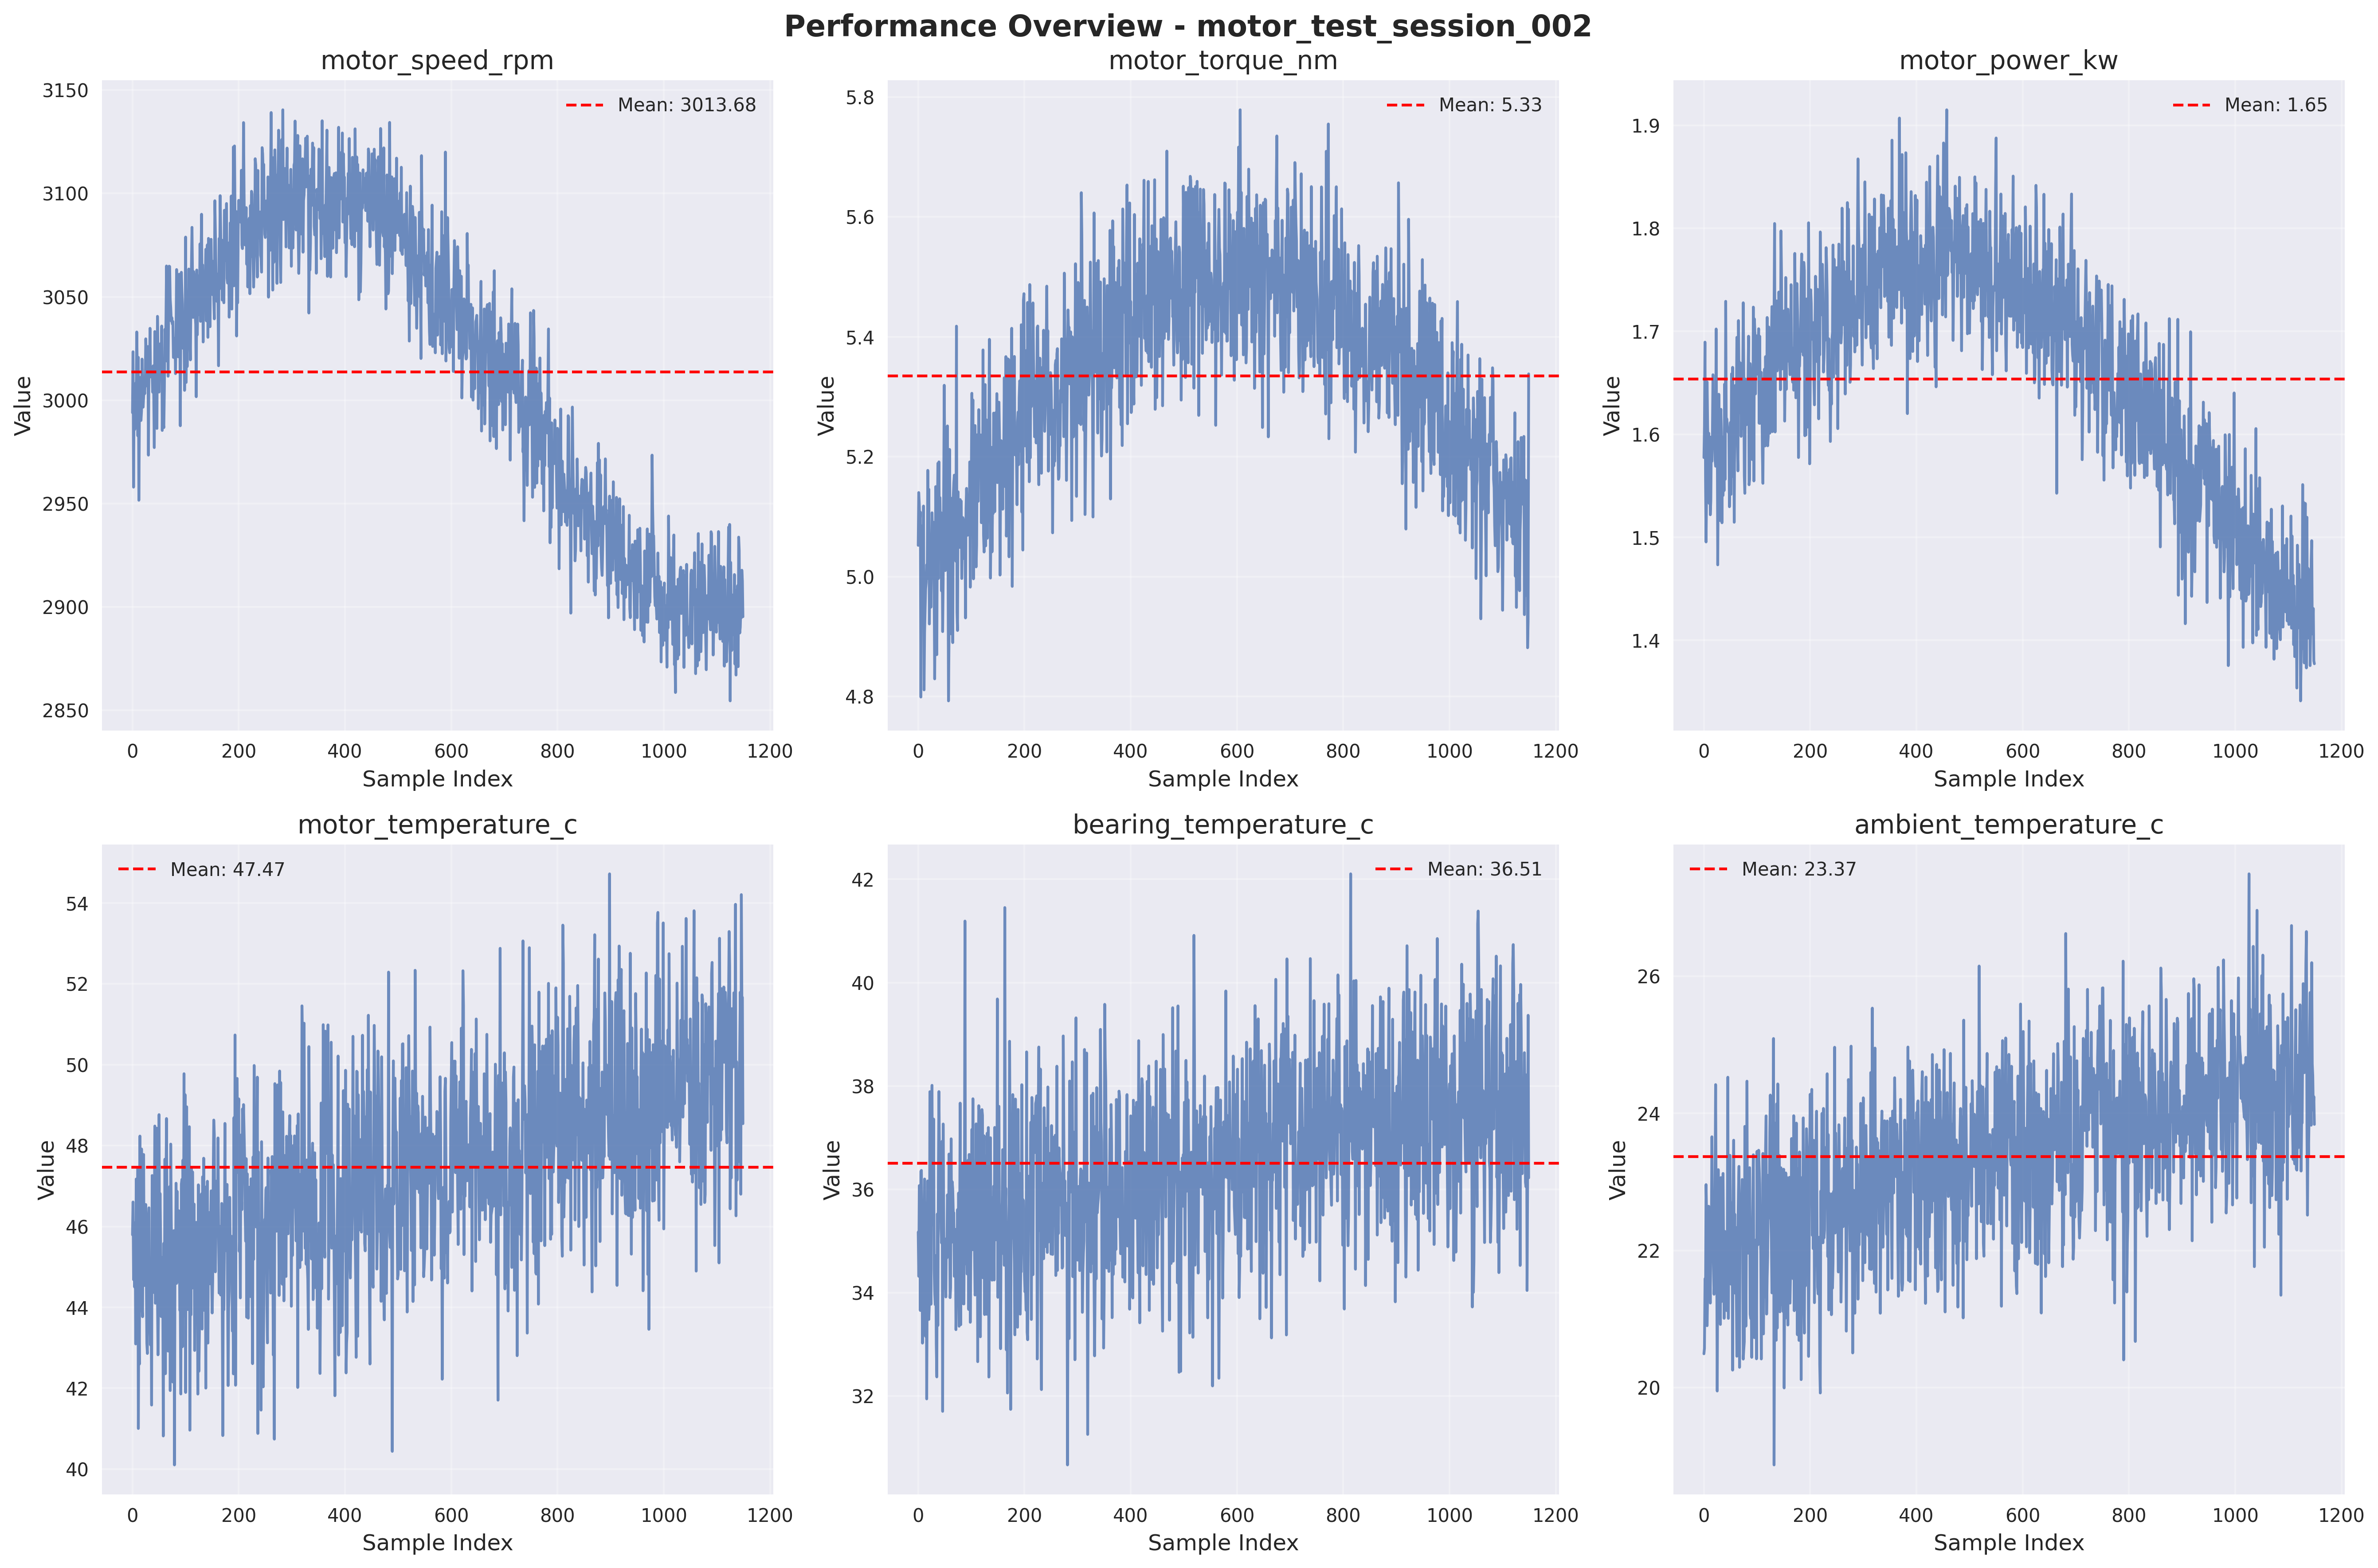 Performance Overview - motor_test_session_002
motor_speed_rpm
Mean: 3013.68
3150
3100
3050
3000
2950
2900
2850
Value
0 200 400 600 800 1000 1200
Sample Index
motor_torque_nm
Mean: 5.33
5.8
5.6
5.4
5.2
5.0
4.8
Value
0 200 400 600 800 1000 1200
Sample Index
motor_power_kw
Mean: 1.65
1.9
1.8
1.7
1.6
1.5
1.4
Value
0 200 400 600 800 1000 1200
Sample Index
motor_temperature_c
Mean: 47.47
54
52
50
48
46
44
42
40
Value
0 200 400 600 800 1000 1200
Sample Index
bearing_temperature_c
Mean: 36.51
42
40
38
36
34
32
Value
0 200 400 600 800 1000 1200
Sample Index
ambient_temperature_c
Mean: 23.37
26
24
22
20
Value
0 200 400 600 800 1000 1200
Sample Index